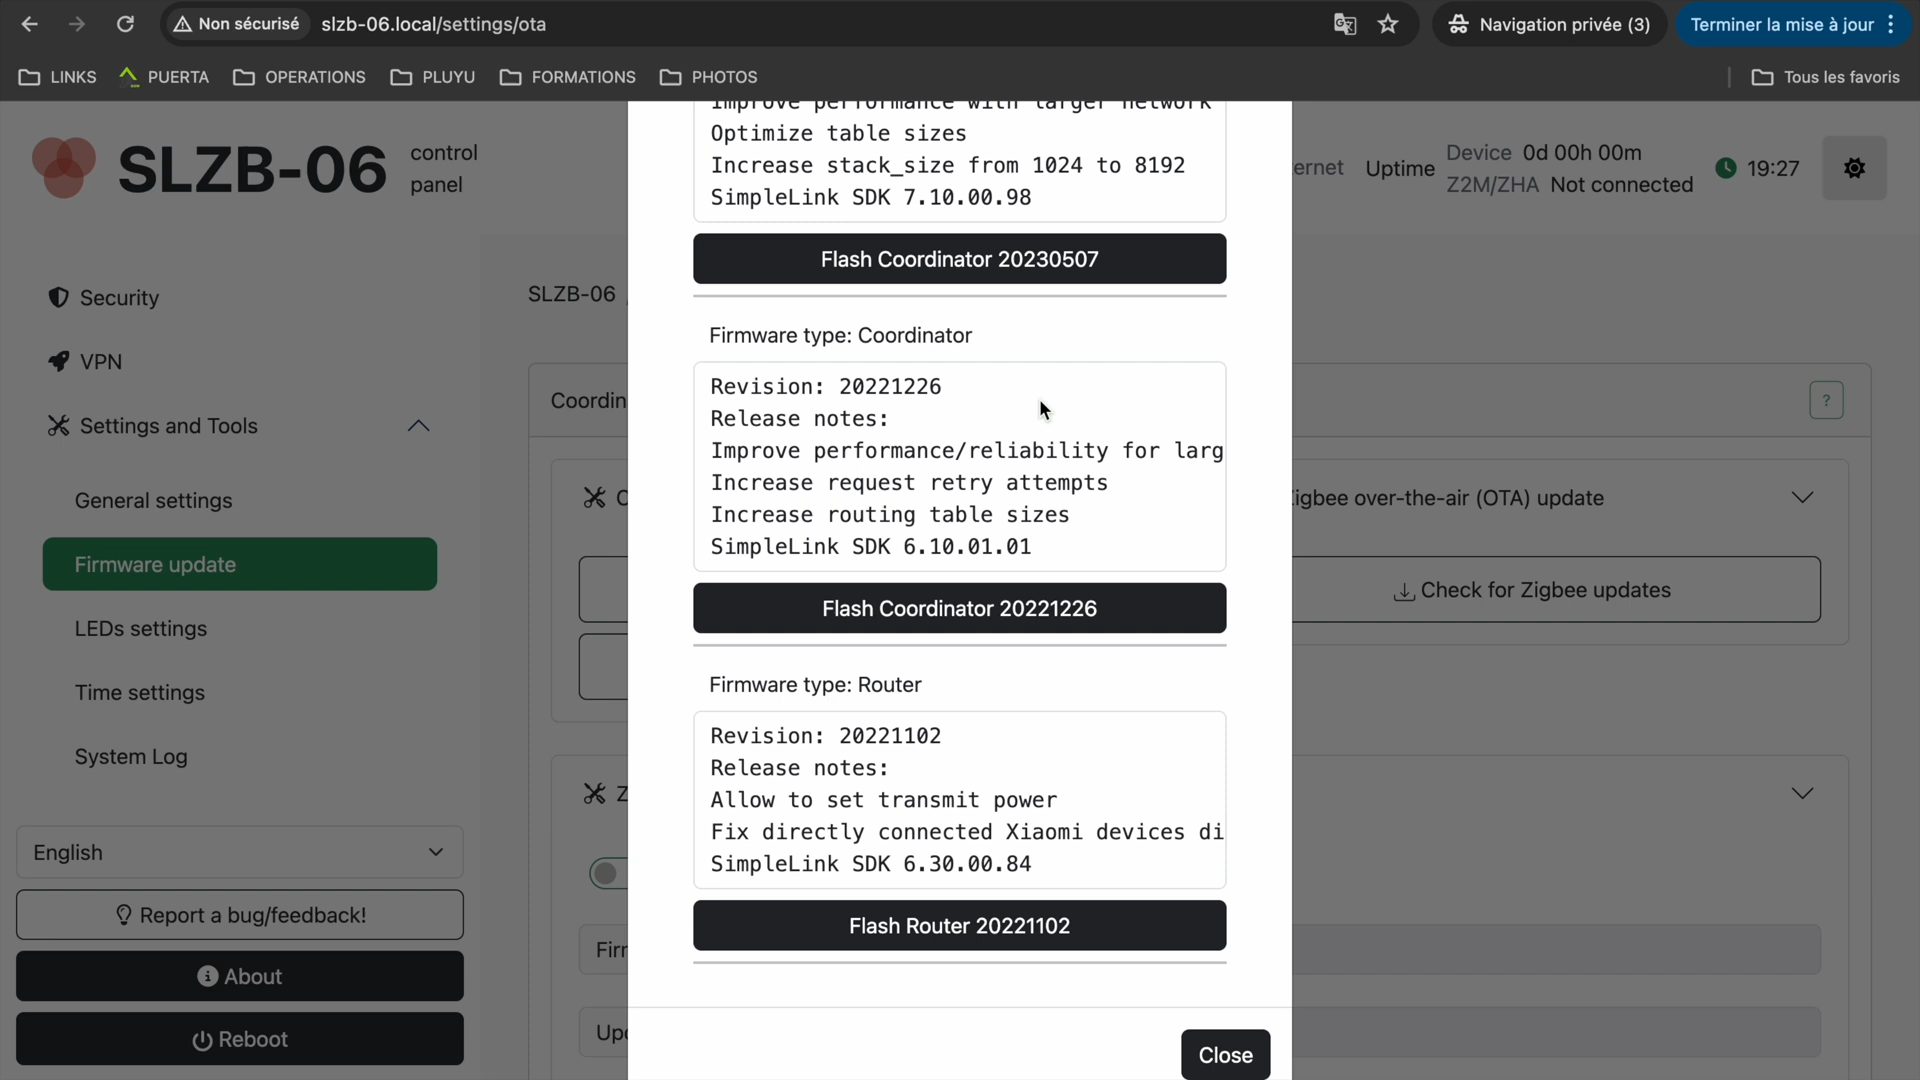 Non sécurisé slzb-06.local/settings/ota Navigation privée (3) Terminer la mise à jour
LINKS PUERTA OPERATIONS PLUYU FORMATIONS PHOTOS Tous les favoris
SLZB-06 control panel
ernet Uptime Device 0d 00h 00m 19:27
Z2M/ZHA Not connected
Security
VPN
Settings and Tools
General settings
Firmware update
LEDs settings
Time settings
System Log
English
Report a bug/feedback!
About
Reboot
SLZB-06
Coordin
?
igbee over-the-air (OTA) update
Check for Zigbee updates
Firr
Improve performance with larger network
Optimize table sizes
Increase stack_size from 1024 to 8192
SimpleLink SDK 7.10.00.98
Flash Coordinator 20230507
Firmware type: Coordinator
Revision: 20221226
Release notes:
Improve performance/reliability for larg
Increase request retry attempts
Increase routing table sizes
SimpleLink SDK 6.10.01.01
Flash Coordinator 20221226
Firmware type: Router
Revision: 20221102
Release notes:
Allow to set transmit power
Fix directly connected Xiaomi devices di
SimpleLink SDK 6.30.00.84
Flash Router 20221102
Close